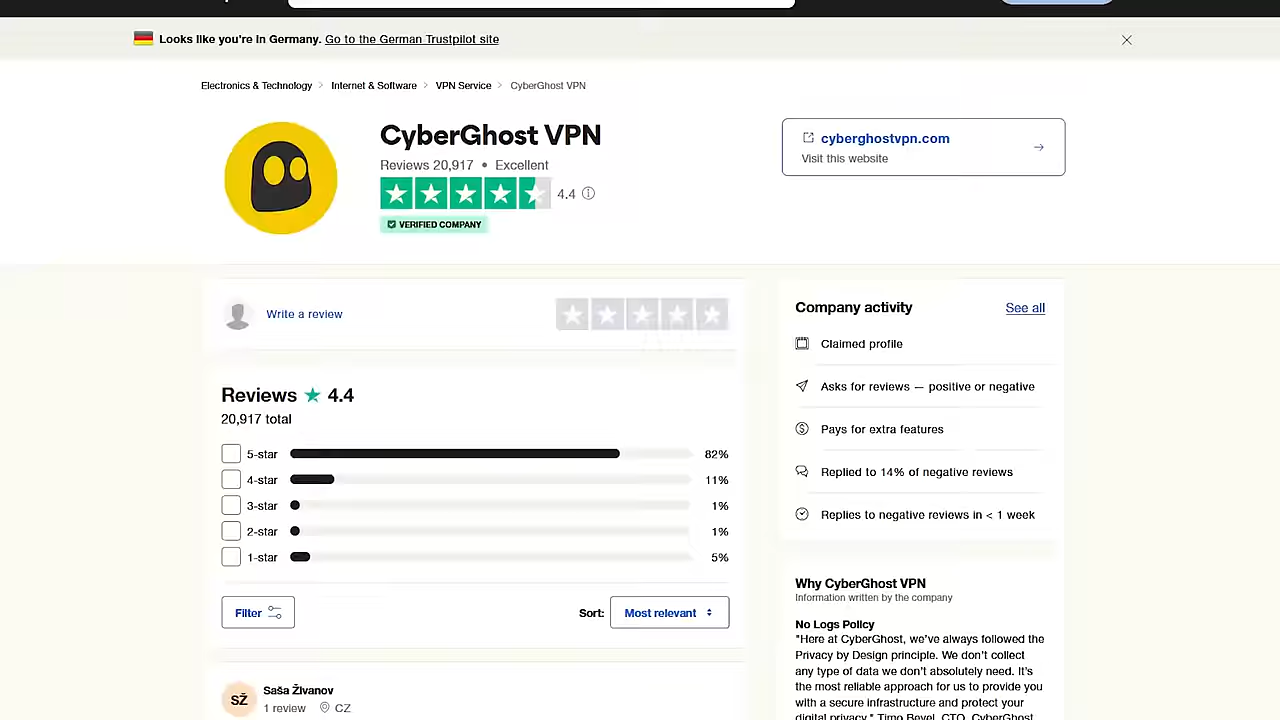 Looks like you're in Germany. Go to the German Trustpilot site
Electronics & Technology > Internet & Software > VPN Service > CyberGhost VPN
CyberGhost VPN
Reviews 20,917 • Excellent
4.4
VERIFIED COMPANY
cyberghostvpn.com
Visit this website
Write a review
Reviews ★ 4.4
20,917 total
5-star 82%
4-star 11%
3-star 1%
2-star 1%
1-star 5%
Filter
Sort: Most relevant
SŽ
Saša Živanov
1 review CZ
Company activity See all
Claimed profile
Asks for reviews — positive or negative
Pays for extra features
Replied to 14% of negative reviews
Replies to negative reviews in < 1 week
Why CyberGhost VPN
Information written by the company
No Logs Policy
"Here at CyberGhost, we've always followed the
Privacy by Design principle. We don't collect
any type of data we don't absolutely need. It's
the most reliable approach for us to provide you
with a secure infrastructure and protect your
digital privacy." Timo Beyel, CTO, CyberGhost